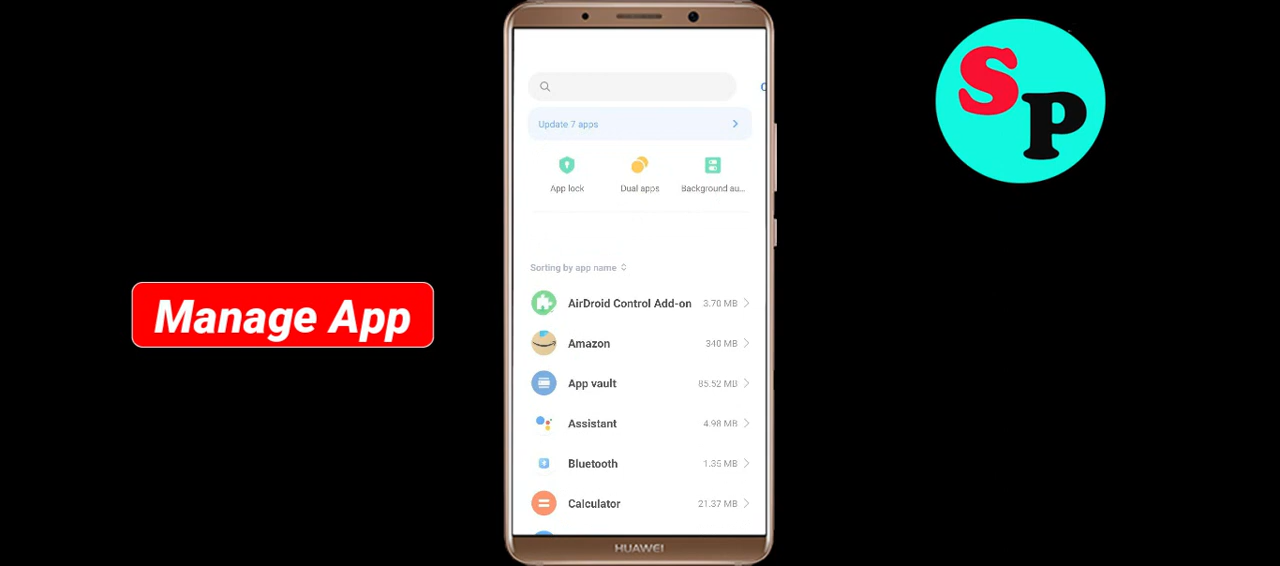 SP
Update 7 apps
App lock
Dual apps
Background au...
Manage App
Sorting by app name
AirDroid Control Add-on 3.70 MB
Amazon 340 MB
App vault 85.52 MB
Assistant 4.98 MB
Bluetooth 1.35 MB
Calculator 21.37 MB
HUAWEI